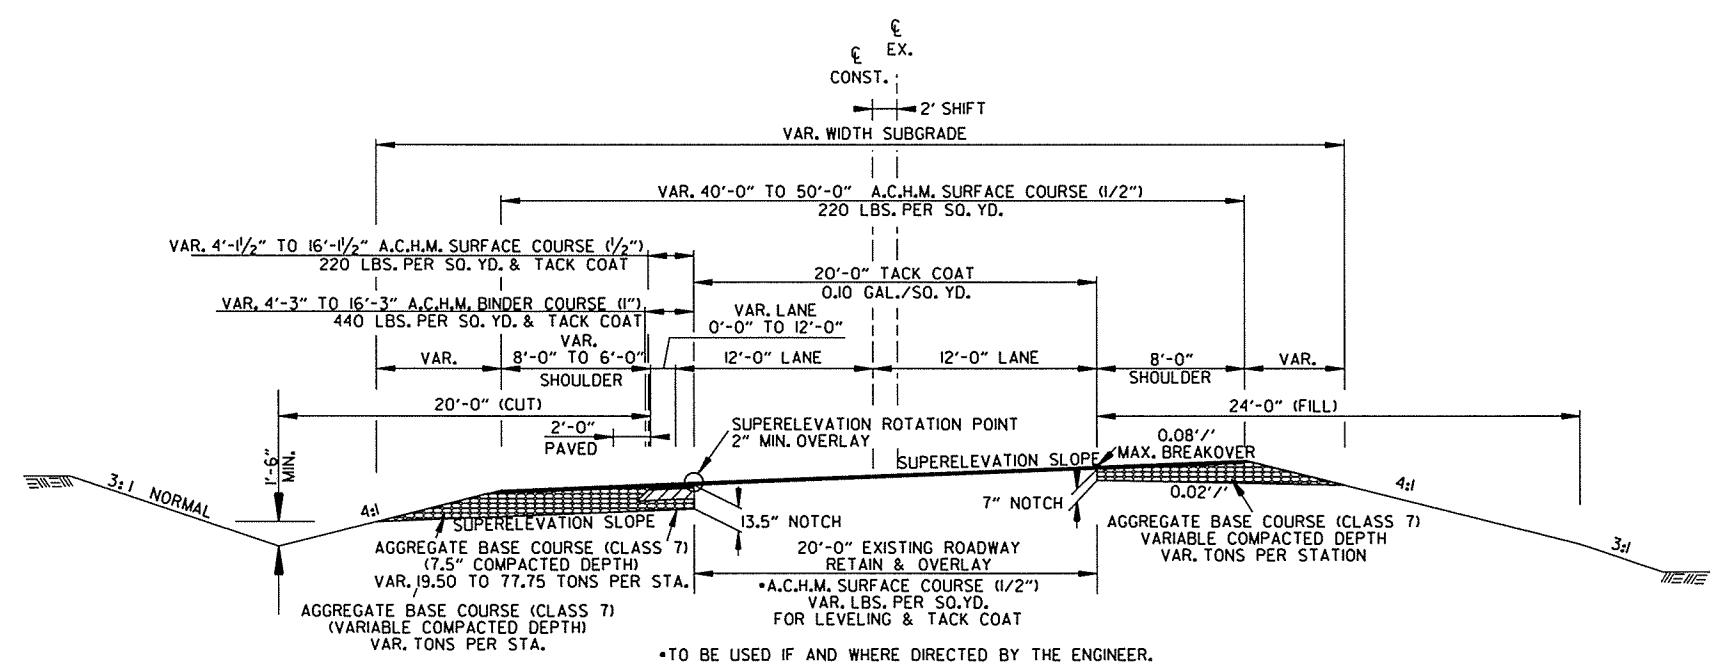 ℄
EX.
℄
CONST.
2' SHIFT
VAR. WIDTH SUBGRADE
VAR. 40'-0" TO 50'-0" A.C.H.M. SURFACE COURSE (1/2")
220 LBS. PER SQ. YD.
VAR. 4'-1½" TO 16'-1½" A.C.H.M. SURFACE COURSE (½")
220 LBS. PER SQ. YD. & TACK COAT
20'-0" TACK COAT
0.10 GAL./SQ. YD.
VAR. 4'-3" TO 16'-3" A.C.H.M. BINDER COURSE (1")
440 LBS. PER SQ. YD. & TACK COAT
VAR. LANE
0'-0" TO 12'-0"
VAR.
VAR.
8'-0" TO 6'-0"
SHOULDER
12'-0" LANE
12'-0" LANE
8'-0"
SHOULDER
VAR.
20'-0" (CUT)
24'-0" (FILL)
2'-0"
PAVED
SUPERELEVATION ROTATION POINT
2" MIN. OVERLAY
0.08'/'
MAX. BREAKOVER
SUPERELEVATION SLOPE
1'-6"
MIN.
3:1 NORMAL
4:1
SUPERELEVATION SLOPE
13.5" NOTCH
7" NOTCH
0.02'/'
4:1
3:1
AGGREGATE BASE COURSE (CLASS 7)
(7.5" COMPACTED DEPTH)
VAR. 19.50 TO 77.75 TONS PER STA.
AGGREGATE BASE COURSE (CLASS 7)
(VARIABLE COMPACTED DEPTH)
VAR. TONS PER STA.
20'-0" EXISTING ROADWAY
RETAIN & OVERLAY
•A.C.H.M. SURFACE COURSE (1/2")
VAR. LBS. PER SQ.YD.
FOR LEVELING & TACK COAT
AGGREGATE BASE COURSE (CLASS 7)
VARIABLE COMPACTED DEPTH
VAR. TONS PER STATION
•TO BE USED IF AND WHERE DIRECTED BY THE ENGINEER.